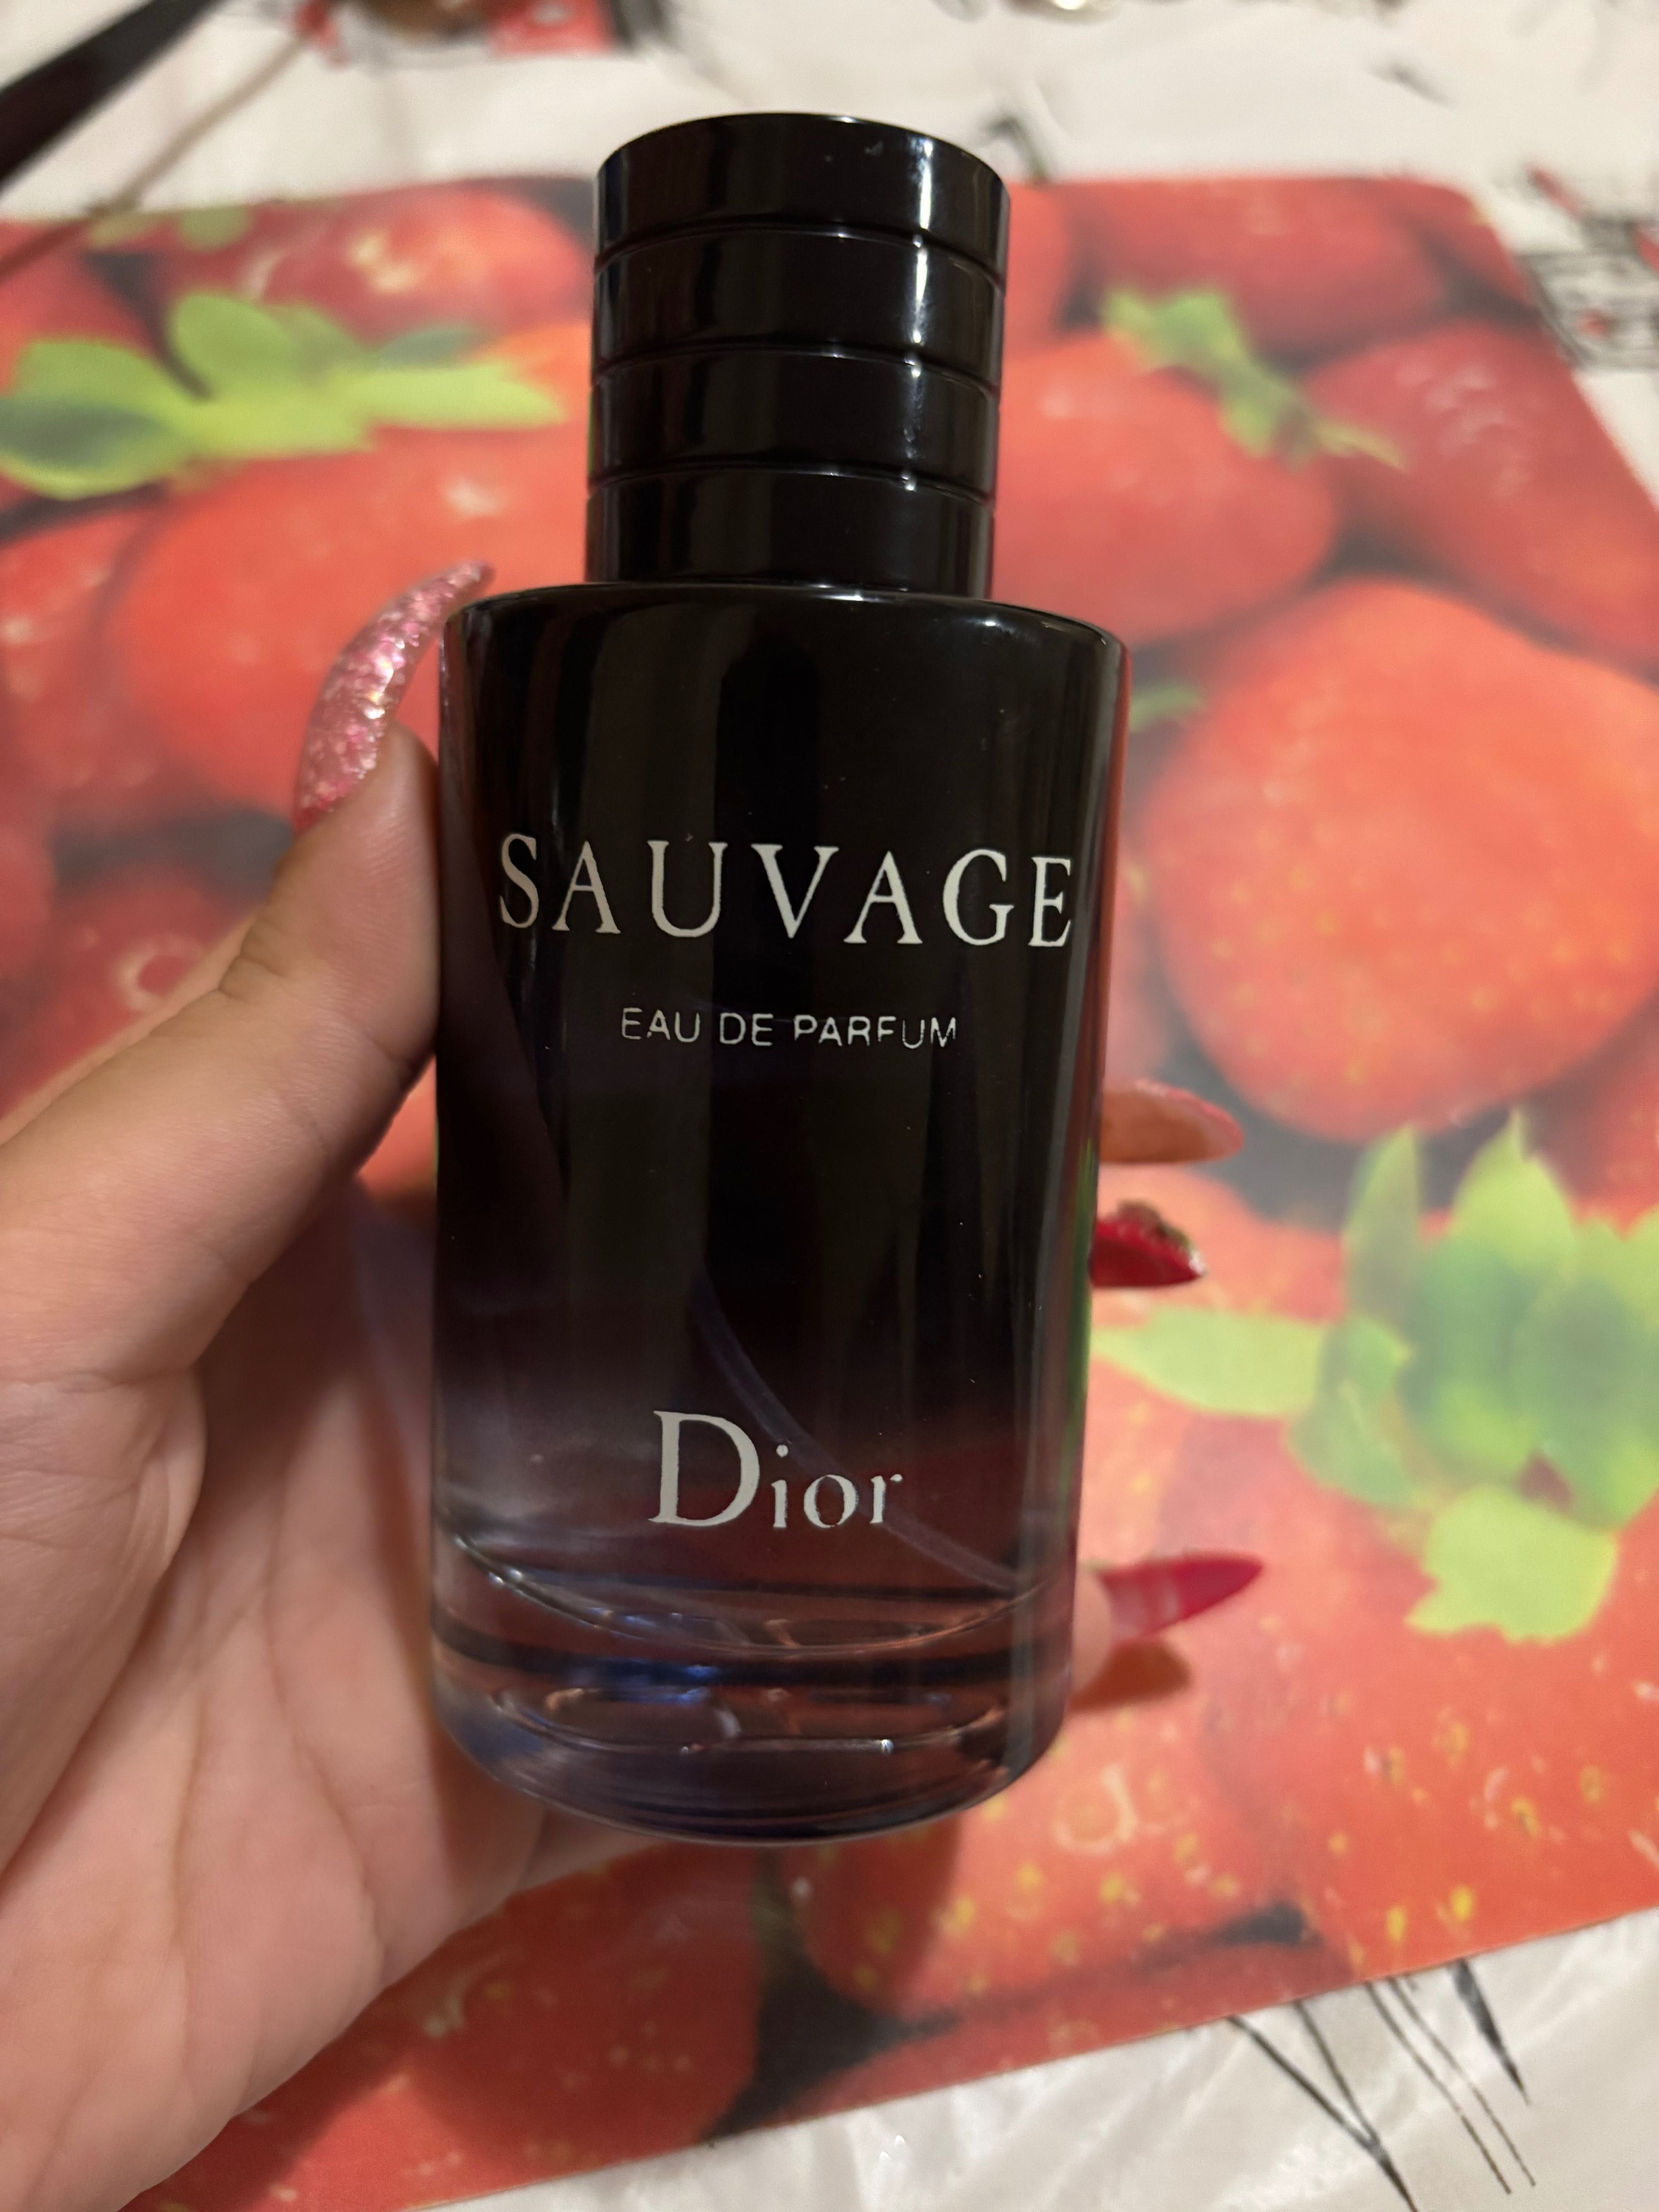 SAUVAGE
EAU DE PARFUM
Dior